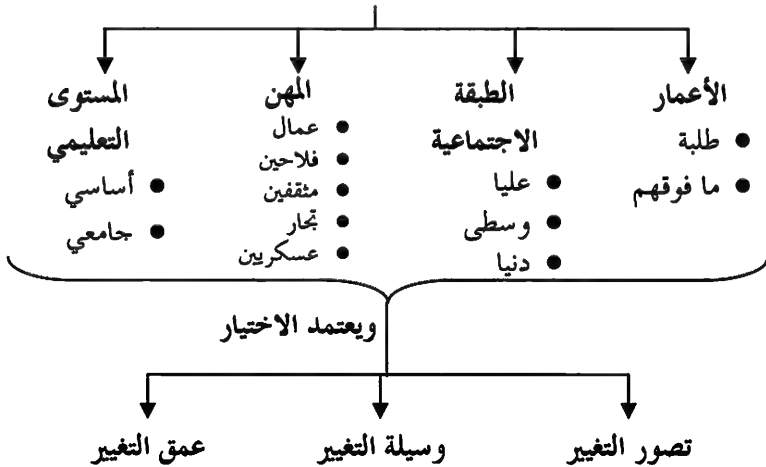 الأعمار
● طلبة
● ما فوقهم
الطبقة
الاجتماعية
● عليا
● وسطى
● دنيا
المهن
● عمال
● فلاحين
● مثقفين
● تجار
● عسكريين
المستوى
التعليمي
● أساسي
● جامعي
ويعتمد الاختيار
تصور التغيير
وسيلة التغيير
عمق التغيير